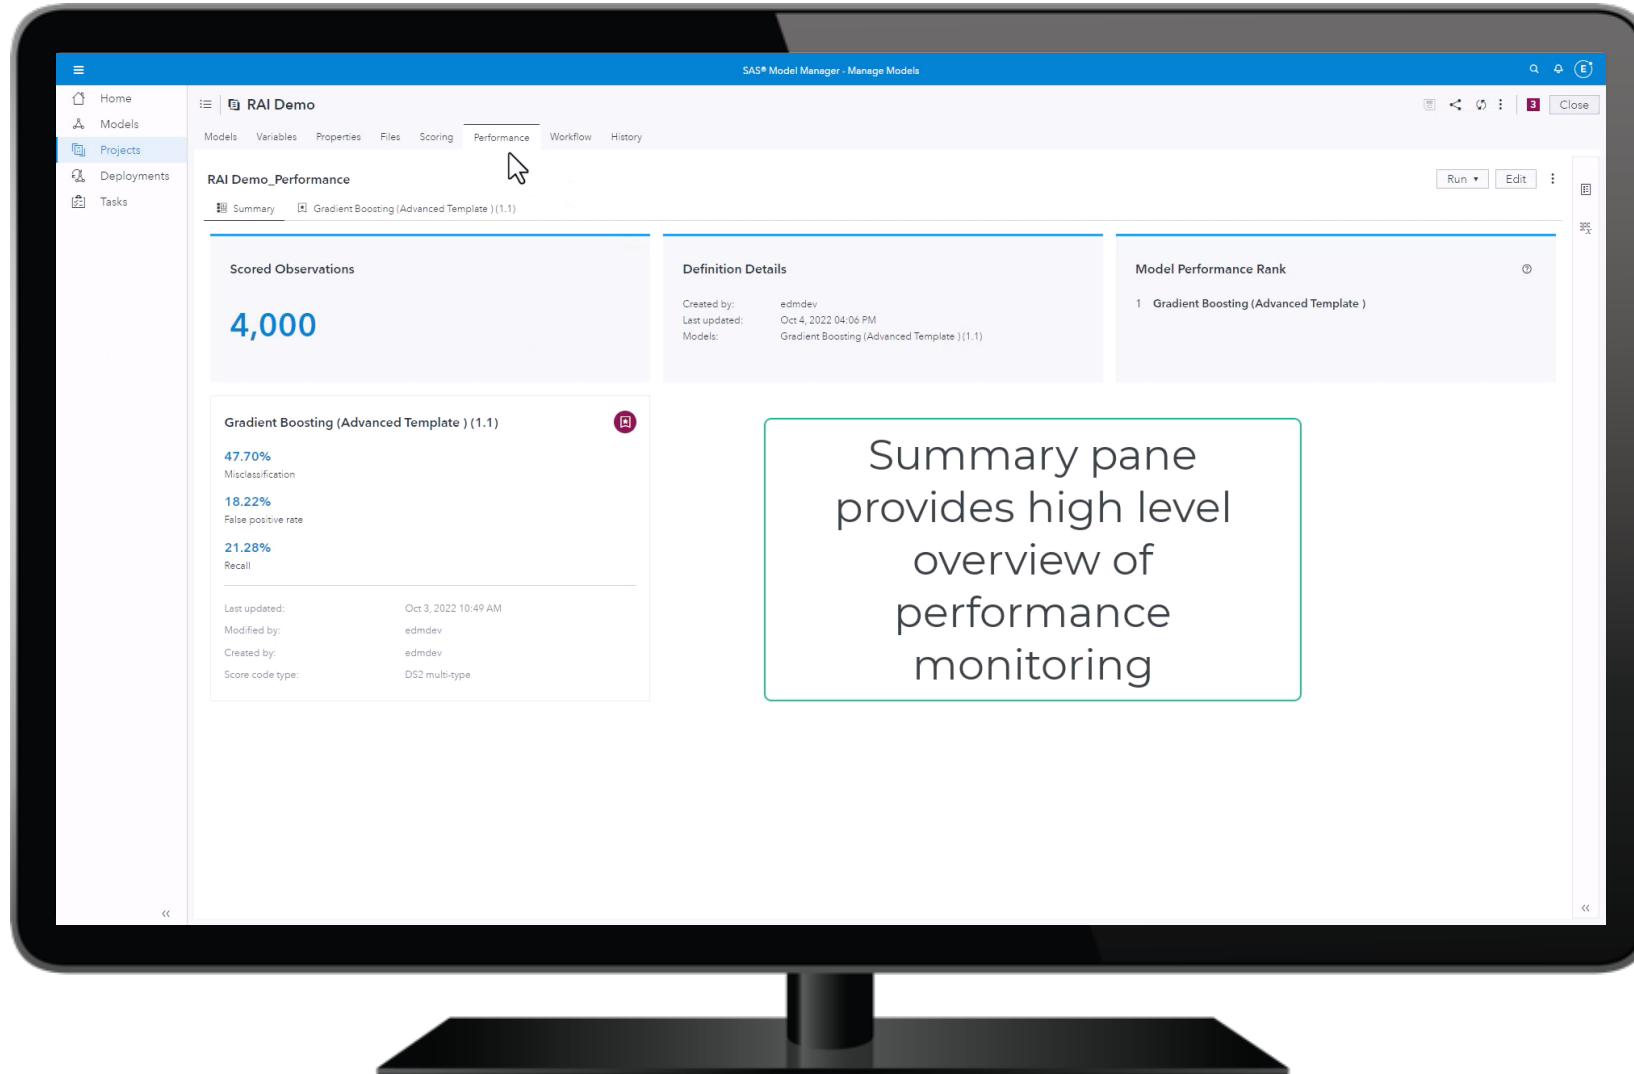 SAS® Model Manager - Manage Models
E
Home
Models
Projects
Deployments
Tasks
RAI Demo
3
Close
Models Variables Properties Files Scoring Performance Workflow History
RAI Demo_Performance
Run
Edit
Summary
Gradient Boosting (Advanced Template ) (1.1)
Scored Observations
4,000
Definition Details
Created by: edmdev
Last updated: Oct 4, 2022 04:06 PM
Models: Gradient Boosting (Advanced Template ) (1.1)
Model Performance Rank
1 Gradient Boosting (Advanced Template )
Gradient Boosting (Advanced Template ) (1.1)
47.70%
Misclassification
18.22%
False positive rate
21.28%
Recall
Last updated: Oct 3, 2022 10:49 AM
Modified by: edmdev
Created by: edmdev
Score code type: DS2 multi-type
Summary pane
provides high level
overview of
performance
monitoring